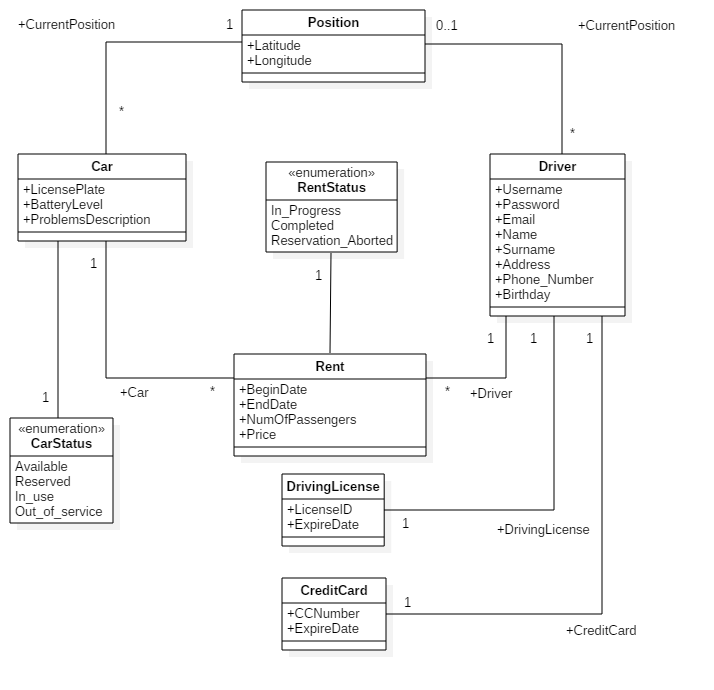 +CurrentPosition
1
Position
0..1
+CurrentPosition
+Latitude
+Longitude
*
*
Car
+LicensePlate
+BatteryLevel
+ProblemsDescription
«enumeration»
RentStatus
In_Progress
Completed
Reservation_Aborted
Driver
+Username
+Password
+Email
+Name
+Surname
+Address
+Phone_Number
+Birthday
1
1
1
1
1
Rent
+BeginDate
+EndDate
+NumOfPassengers
+Price
+Car
*
*
+Driver
1
«enumeration»
CarStatus
Available
Reserved
In_use
Out_of_service
DrivingLicense
+LicenseID
+ExpireDate
1
+DrivingLicense
CreditCard
+CCNumber
+ExpireDate
1
+CreditCard